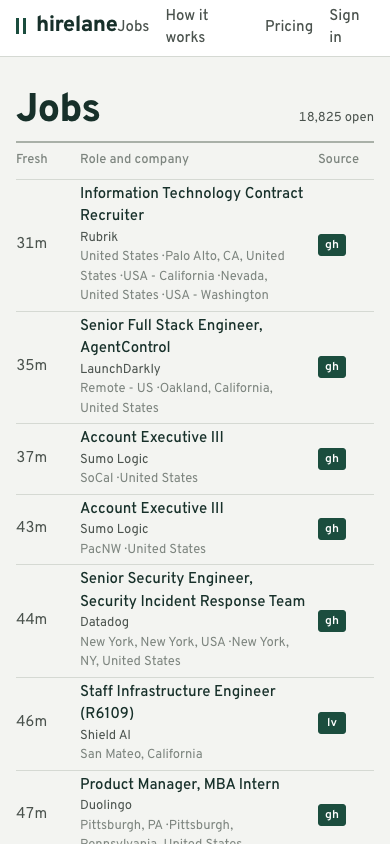 hirelane
Jobs
How it works
Pricing
Sign in
Jobs
18,825 open
Fresh
Role and company
Source
31m
Information Technology Contract
Recruiter
Rubrik
United States ·Palo Alto, CA, United
States ·USA - California ·Nevada,
United States ·USA - Washington
gh
35m
Senior Full Stack Engineer,
AgentControl
LaunchDarkly
Remote - US ·Oakland, California,
United States
gh
37m
Account Executive III
Sumo Logic
SoCal ·United States
gh
43m
Account Executive III
Sumo Logic
PacNW ·United States
gh
44m
Senior Security Engineer,
Security Incident Response Team
Datadog
New York, New York, USA ·New York,
NY, United States
gh
46m
Staff Infrastructure Engineer
(R6109)
Shield AI
San Mateo, California
lv
47m
Product Manager, MBA Intern
Duolingo
Pittsburgh, PA ·Pittsburgh,
Pennsylvania, United States
gh